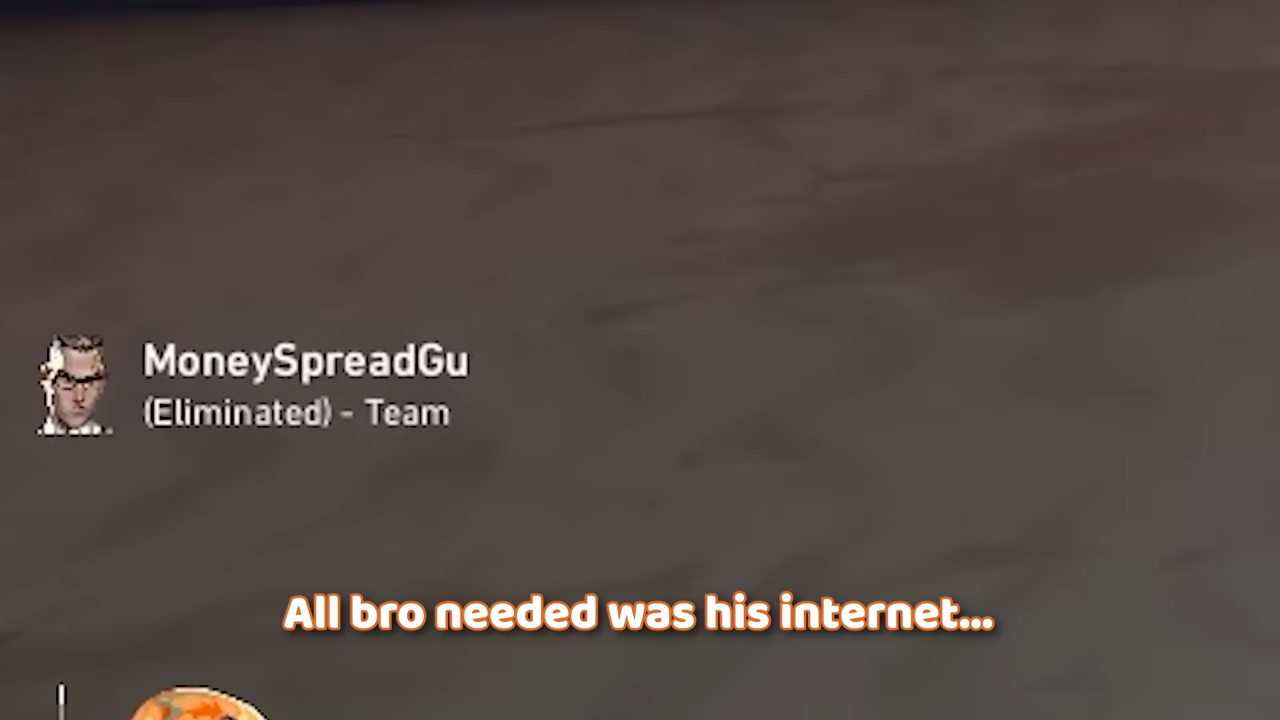 MoneySpreadGu
(Eliminated) - Team
All bro needed was his internet...